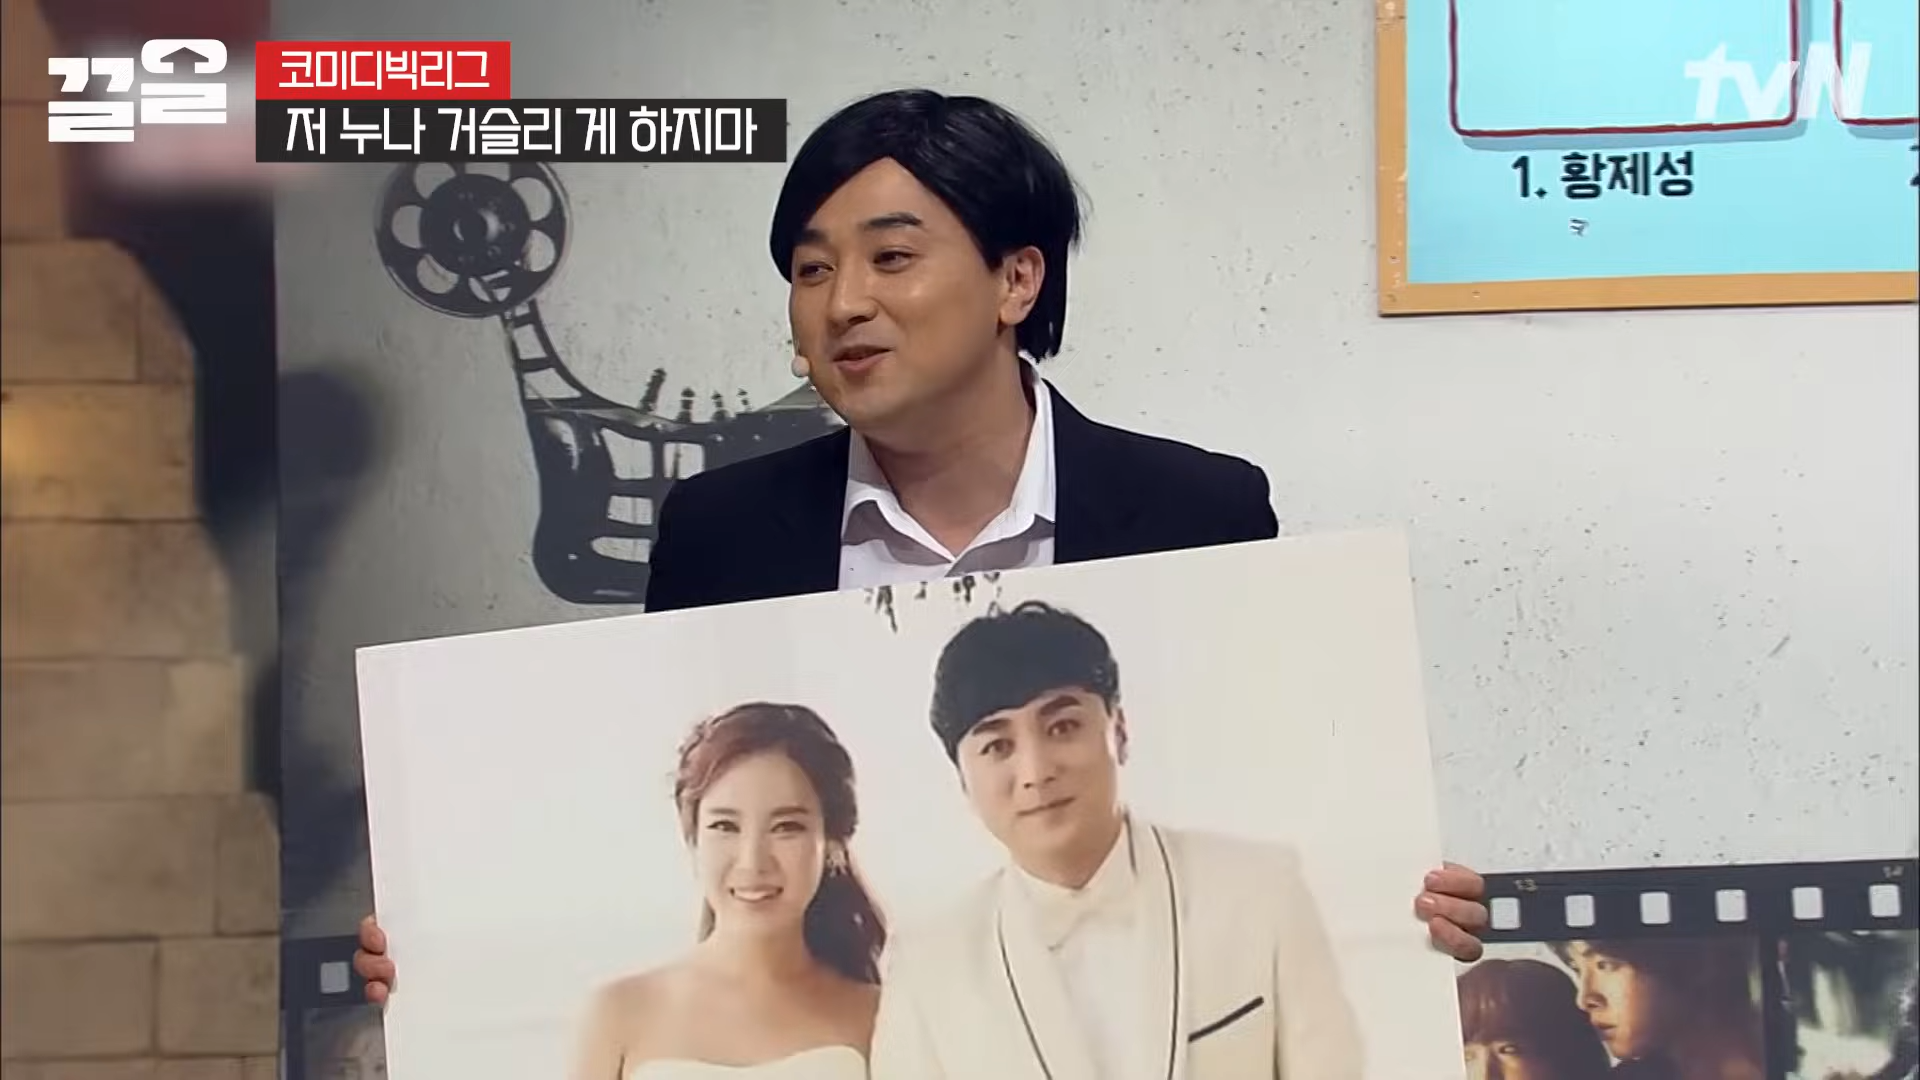 끌올
코미디빅리그
저 누나 거슬리 게 하지마
tvN
1. 황제성